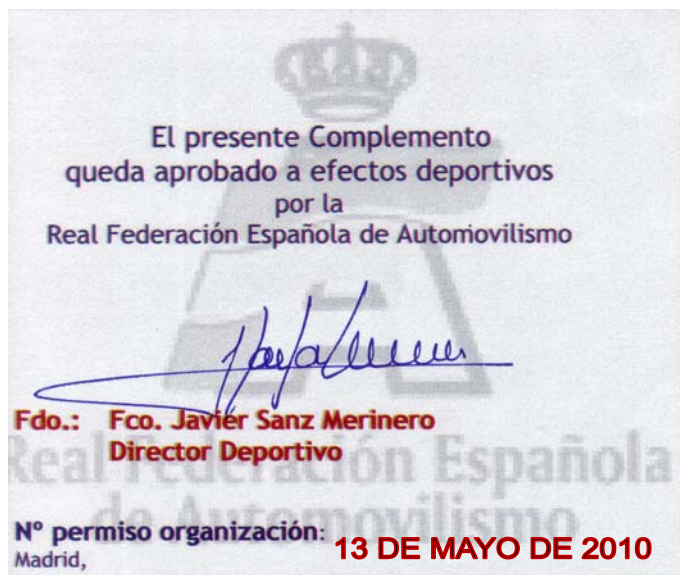 El presente Complemento
queda aprobado a efectos deportivos
por la
Real Federación Española de Automovilismo
Fdo.: Fco. Javier Sanz Merinero
Director Deportivo
Real Federación Española
de Automovilismo
Nº permiso organización:
13 DE MAYO DE 2010
Madrid,